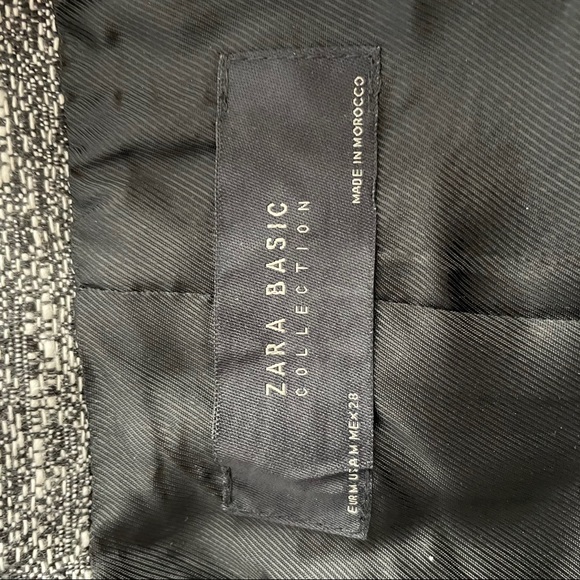 ZARA BASIC
COLLECTION
EUR M USA M MEX 28
MADE IN MOROCCO